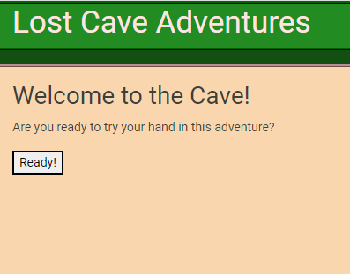 Lost Cave Adventures
Welcome to the Cave!
Are you ready to try your hand in this adventure?
Ready!